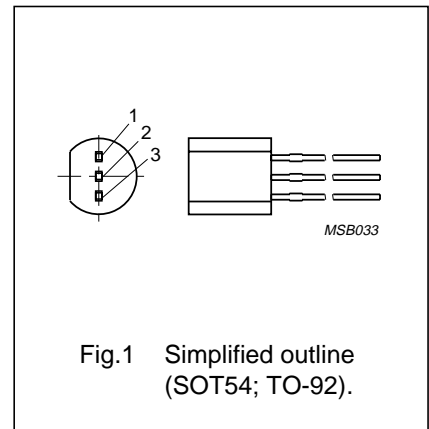 1
2
3
MSB033
Fig.1 Simplified outline
(SOT54; TO-92).